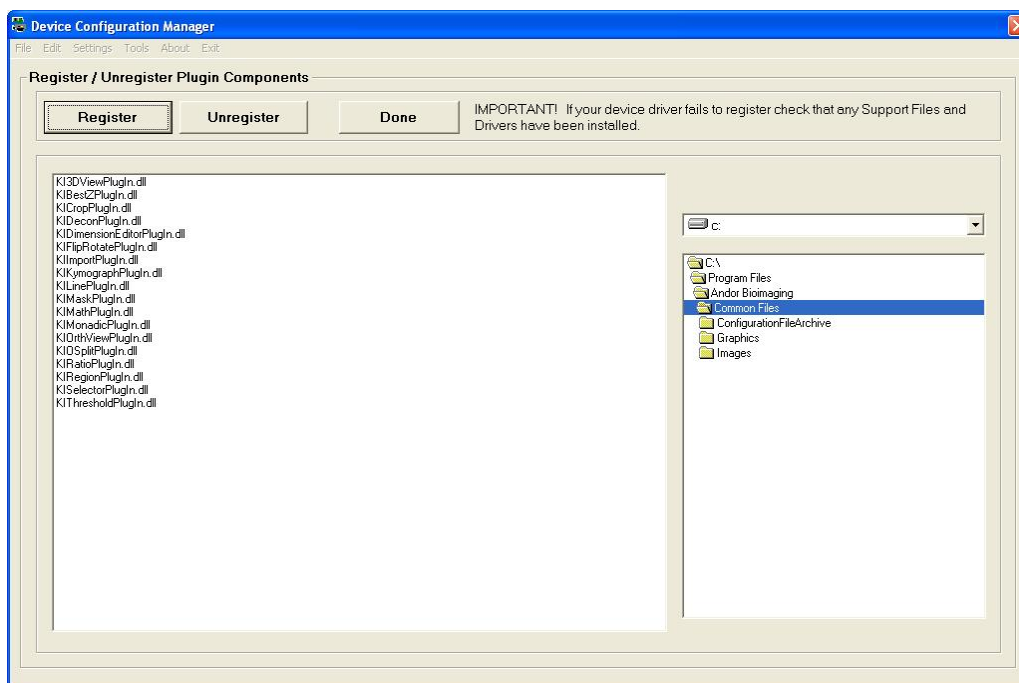 Device Configuration Manager
File Edit Settings Tools About Exit
Register / Unregister Plugin Components
Register Unregister Done
IMPORTANT! If your device driver fails to register check that any Support Files and
Drivers have been installed.
KI3DViewPlugIn.dll
KIBestZPlugIn.dll
KICropPlugIn.dll
KIDeconPlugIn.dll
KIDimensionEditorPlugIn.dll
KIFlipRotatePlugIn.dll
KIImportPlugIn.dll
KIKymographPlugIn.dll
KILinePlugIn.dll
KIMaskPlugIn.dll
KIMathPlugIn.dll
KIMonadicPlugIn.dll
KIOrthViewPlugIn.dll
KIOSplitPlugIn.dll
KIRatioPlugIn.dll
KIRegionPlugIn.dll
KISelectorPlugIn.dll
KIThresholdPlugIn.dll
c:
C:\
Program Files
Andor Bioimaging
Common Files
ConfigurationFileArchive
Graphics
Images